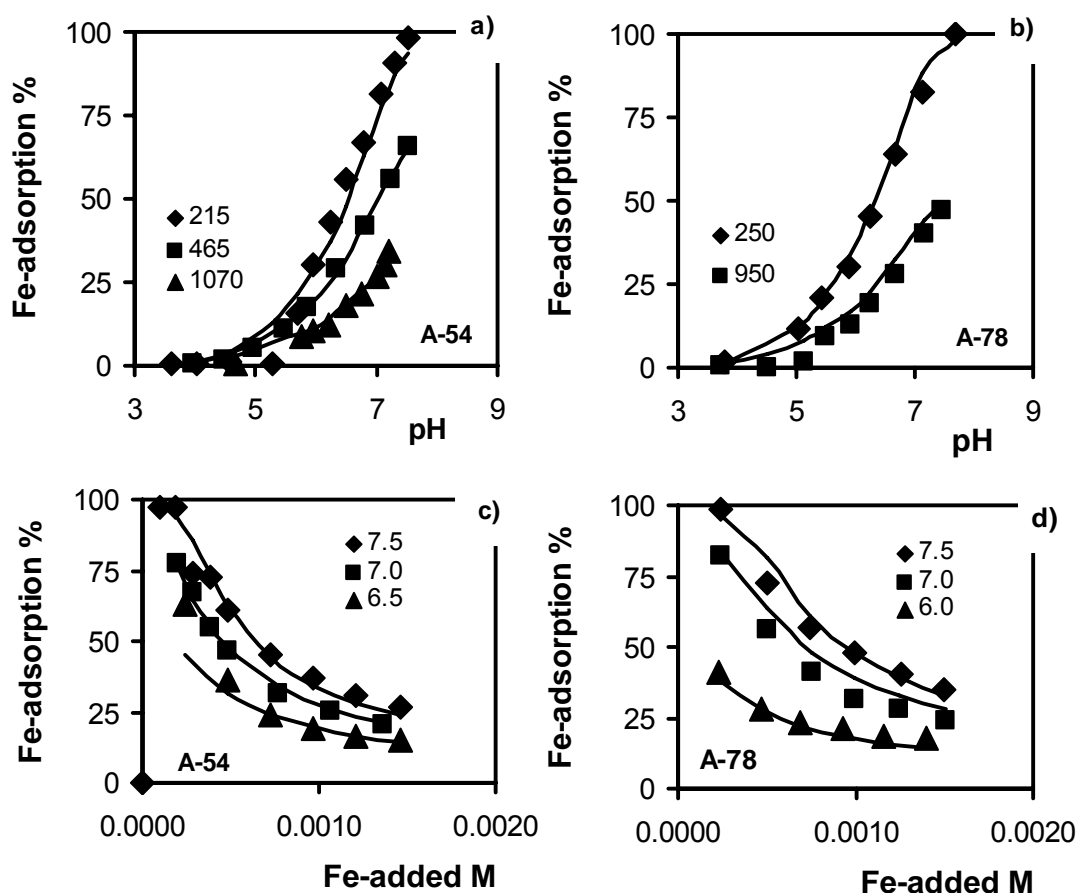 Fe-adsorption %
100
75
50
25
0
a)
215
465
1070
A-54
3
5
7
9
pH
Fe-adsorption %
100
75
50
25
0
b)
250
950
A-78
3
5
7
9
pH
Fe-adsorption %
100
75
50
25
0
c)
7.5
7.0
6.5
A-54
0.0000
0.0010
0.0020
Fe-added M
Fe-adsorption %
100
75
50
25
0
d)
7.5
7.0
6.0
A-78
0.0000
0.0010
0.0020
Fe-added M